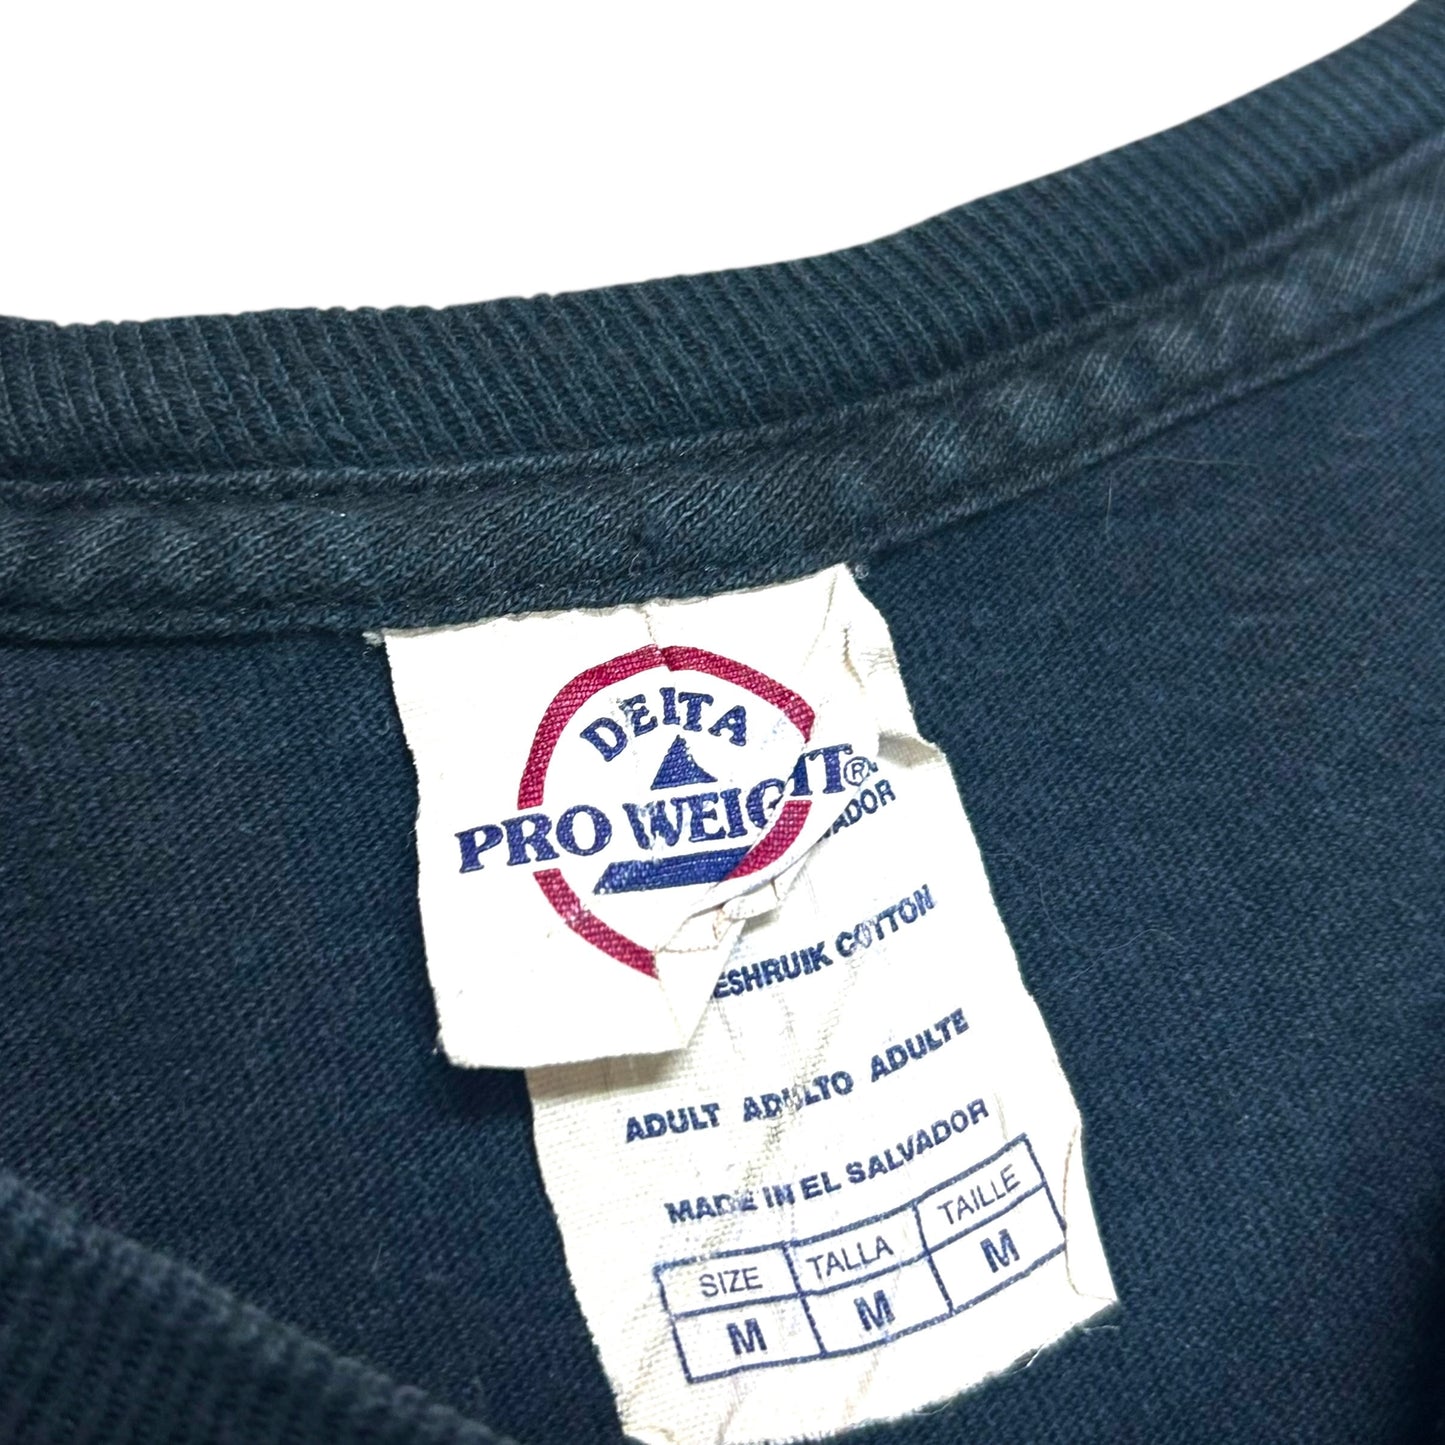 DELTA
PRO WEIGHT®
VADOR
ESHRUIK COTTON
ADULT ADULTO ADULTE
MADE IN EL SALVADOR
SIZE TALLA TAILLE
M M M